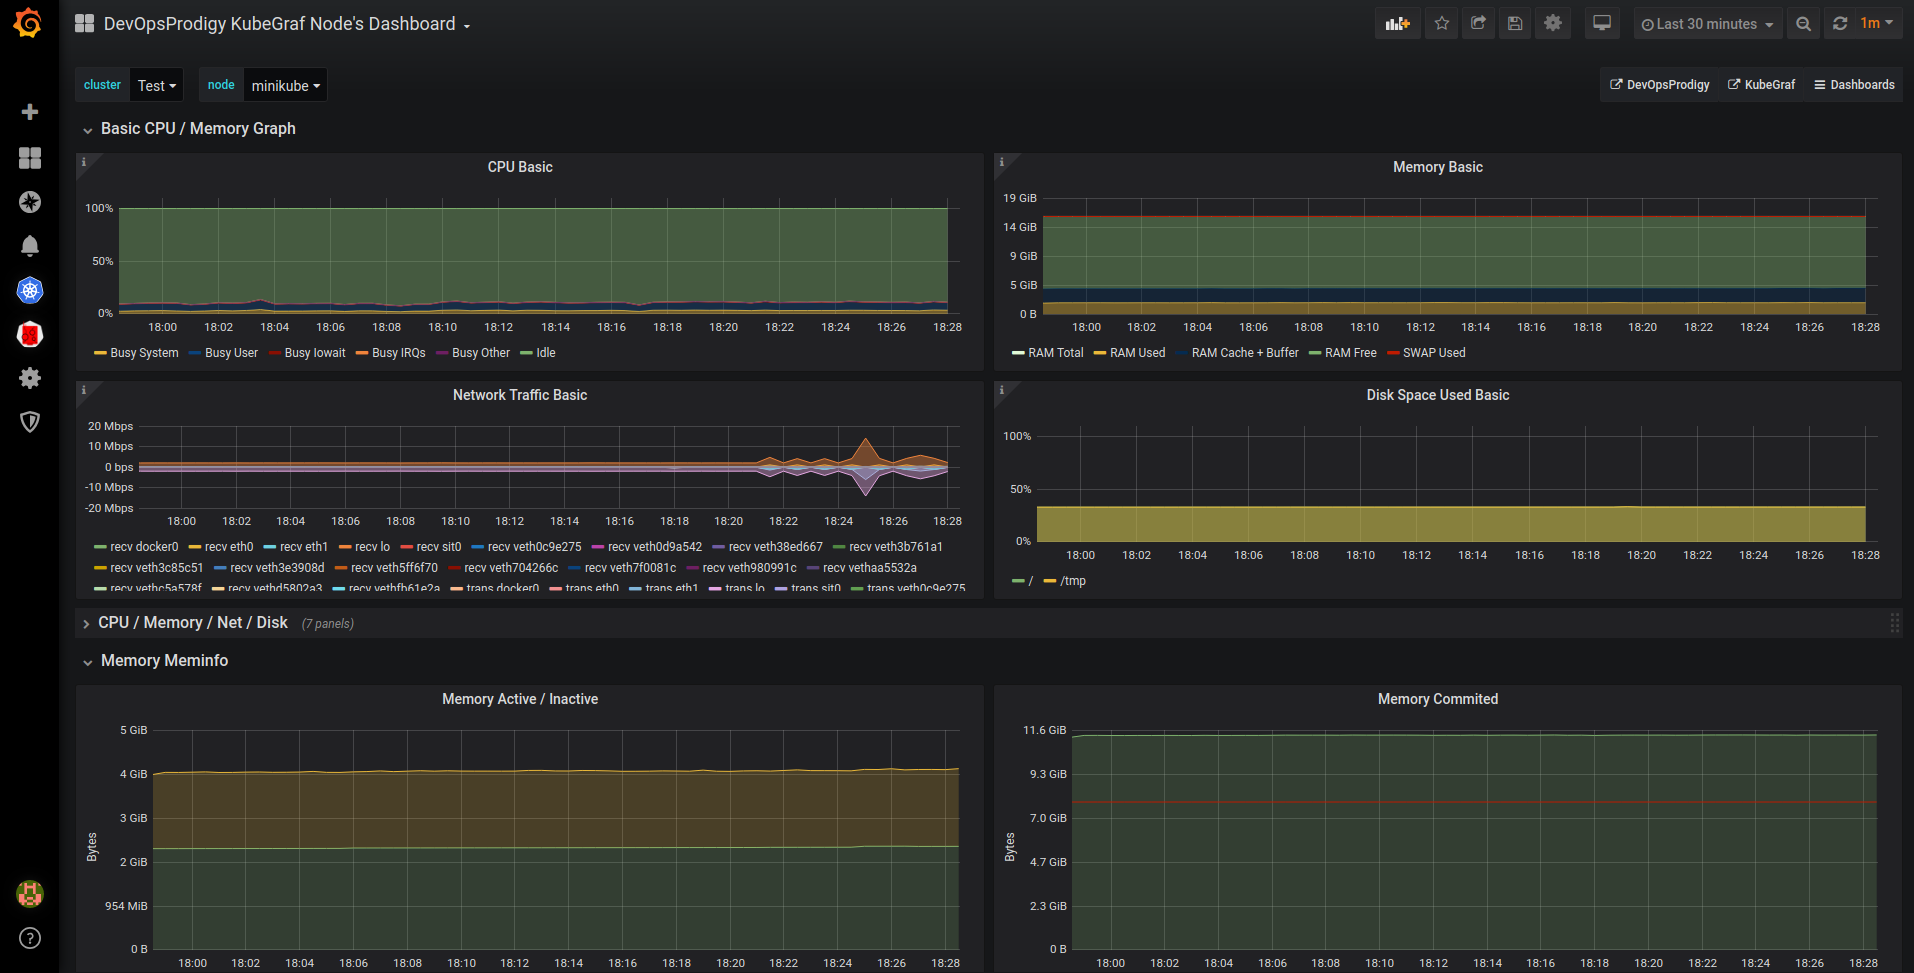 DevOpsProdigy KubeGraf Node's Dashboard
Last 30 minutes
1m
cluster Test node minikube
DevOpsProdigy KubeGraf Dashboards
Basic CPU / Memory Graph
CPU Basic
100%
50%
0%
18:00 18:02 18:04 18:06 18:08 18:10 18:12 18:14 18:16 18:18 18:20 18:22 18:24 18:26 18:28
Busy System Busy User Busy Iowait Busy IRQs Busy Other Idle
Memory Basic
19 GiB
14 GiB
9 GiB
5 GiB
0 B
18:00 18:02 18:04 18:06 18:08 18:10 18:12 18:14 18:16 18:18 18:20 18:22 18:24 18:26 18:28
RAM Total RAM Used RAM Cache + Buffer RAM Free SWAP Used
Network Traffic Basic
20 Mbps
10 Mbps
0 bps
-10 Mbps
-20 Mbps
18:00 18:02 18:04 18:06 18:08 18:10 18:12 18:14 18:16 18:18 18:20 18:22 18:24 18:26 18:28
recv docker0 recv eth0 recv eth1 recv lo recv sit0 recv veth0c9e275 recv veth0d9a542 recv veth38ed667 recv veth3b761a1
recv veth3c85c51 recv veth3e3908d recv veth5ff6f70 recv veth704266c recv veth7f0081c recv veth980991c recv vethaa5532a
recv vethc5a578f recv vethd5802a3 recv vethfb61e2a trans docker0 trans eth0 trans eth1 trans lo trans sit0 trans veth0c9e275
Disk Space Used Basic
100%
50%
0%
18:00 18:02 18:04 18:06 18:08 18:10 18:12 18:14 18:16 18:18 18:20 18:22 18:24 18:26 18:28
/ /tmp
CPU / Memory / Net / Disk (7 panels)
Memory Meminfo
Memory Active / Inactive
Bytes
5 GiB
4 GiB
3 GiB
2 GiB
954 MiB
0 B
18:00 18:02 18:04 18:06 18:08 18:10 18:12 18:14 18:16 18:18 18:20 18:22 18:24 18:26 18:28
Memory Commited
Bytes
11.6 GiB
9.3 GiB
7.0 GiB
4.7 GiB
2.3 GiB
0 B
18:00 18:02 18:04 18:06 18:08 18:10 18:12 18:14 18:16 18:18 18:20 18:22 18:24 18:26 18:28